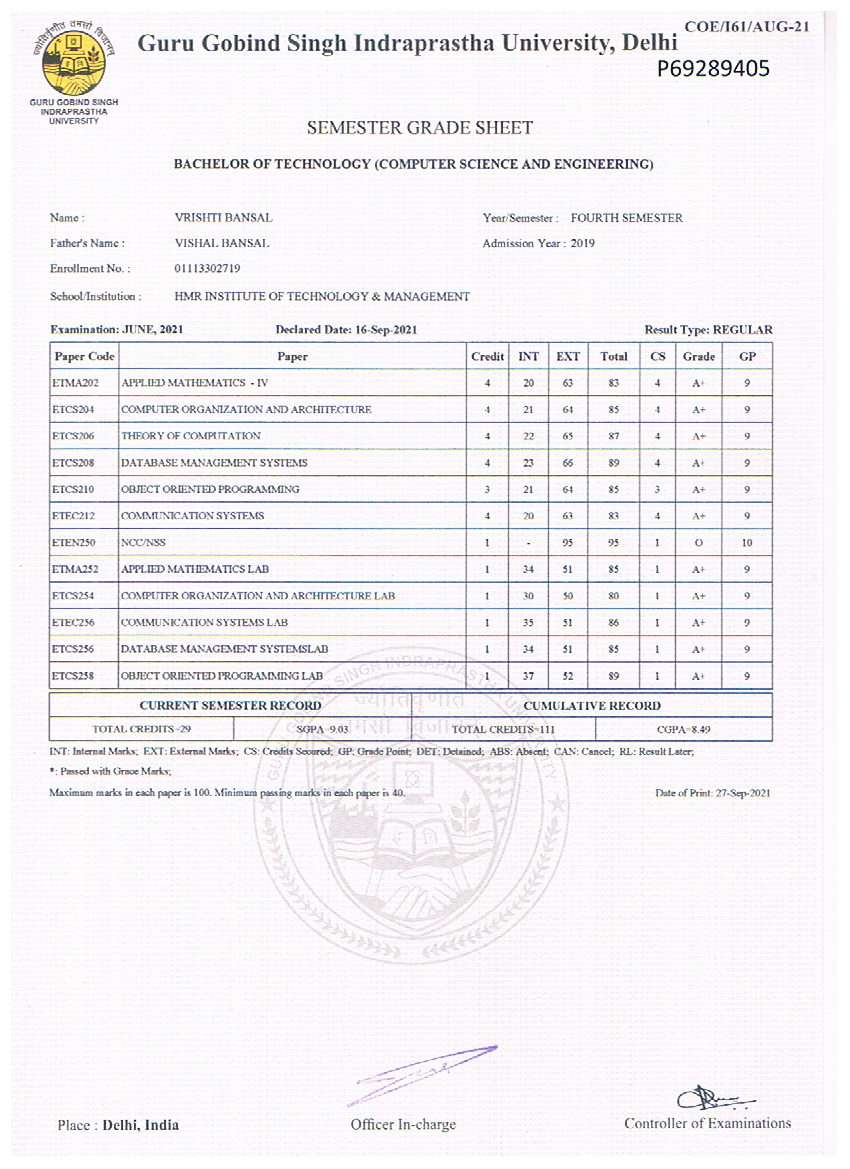 COE/I61/AUG-21
Guru Gobind Singh Indraprastha University, Delhi
P69289405
ज्योतिर्वृणीत तमसो विजानन्
GURU GOBIND SINGH
INDRAPRASTHA
UNIVERSITY
SEMESTER GRADE SHEET
BACHELOR OF TECHNOLOGY (COMPUTER SCIENCE AND ENGINEERING)
Name : VRISHTI BANSAL Year/Semester : FOURTH SEMESTER
Father's Name : VISHAL BANSAL Admission Year : 2019
Enrollment No. : 01113302719
School/Institution : HMR INSTITUTE OF TECHNOLOGY & MANAGEMENT
Examination: JUNE, 2021 Declared Date: 16-Sep-2021 Result Type: REGULAR
Paper Code Paper Credit INT EXT Total CS Grade GP
ETMA202 APPLIED MATHEMATICS - IV 4 20 63 83 4 A+ 9
ETCS204 COMPUTER ORGANIZATION AND ARCHITECTURE 4 21 64 85 4 A+ 9
ETCS206 THEORY OF COMPUTATION 4 22 65 87 4 A+ 9
ETCS208 DATABASE MANAGEMENT SYSTEMS 4 23 66 89 4 A+ 9
ETCS210 OBJECT ORIENTED PROGRAMMING 3 21 64 85 3 A+ 9
ETEC212 COMMUNICATION SYSTEMS 4 20 63 83 4 A+ 9
ETEN250 NCC/NSS 1 - 95 95 1 O 10
ETMA252 APPLIED MATHEMATICS LAB 1 34 51 85 1 A+ 9
ETCS254 COMPUTER ORGANIZATION AND ARCHITECTURE LAB 1 30 50 80 1 A+ 9
ETEC256 COMMUNICATION SYSTEMS LAB 1 35 51 86 1 A+ 9
ETCS256 DATABASE MANAGEMENT SYSTEMSLAB 1 34 51 85 1 A+ 9
ETCS258 OBJECT ORIENTED PROGRAMMING LAB 1 37 52 89 1 A+ 9
CURRENT SEMESTER RECORD CUMULATIVE RECORD
TOTAL CREDITS=29 SGPA=9.03 TOTAL CREDITS=111 CGPA=8.49
INT: Internal Marks; EXT: External Marks; CS: Credits Secured; GP: Grade Point; DET: Detained; ABS: Absent; CAN: Cancel; RL: Result Later;
*: Passed with Grace Marks;
Maximum marks in each paper is 100. Minimum passing marks in each paper is 40. Date of Print: 27-Sep-2021
GURU GOBIND SINGH INDRAPRASTHA UNIVERSITY
Place : Delhi, India Officer In-charge Controller of Examinations